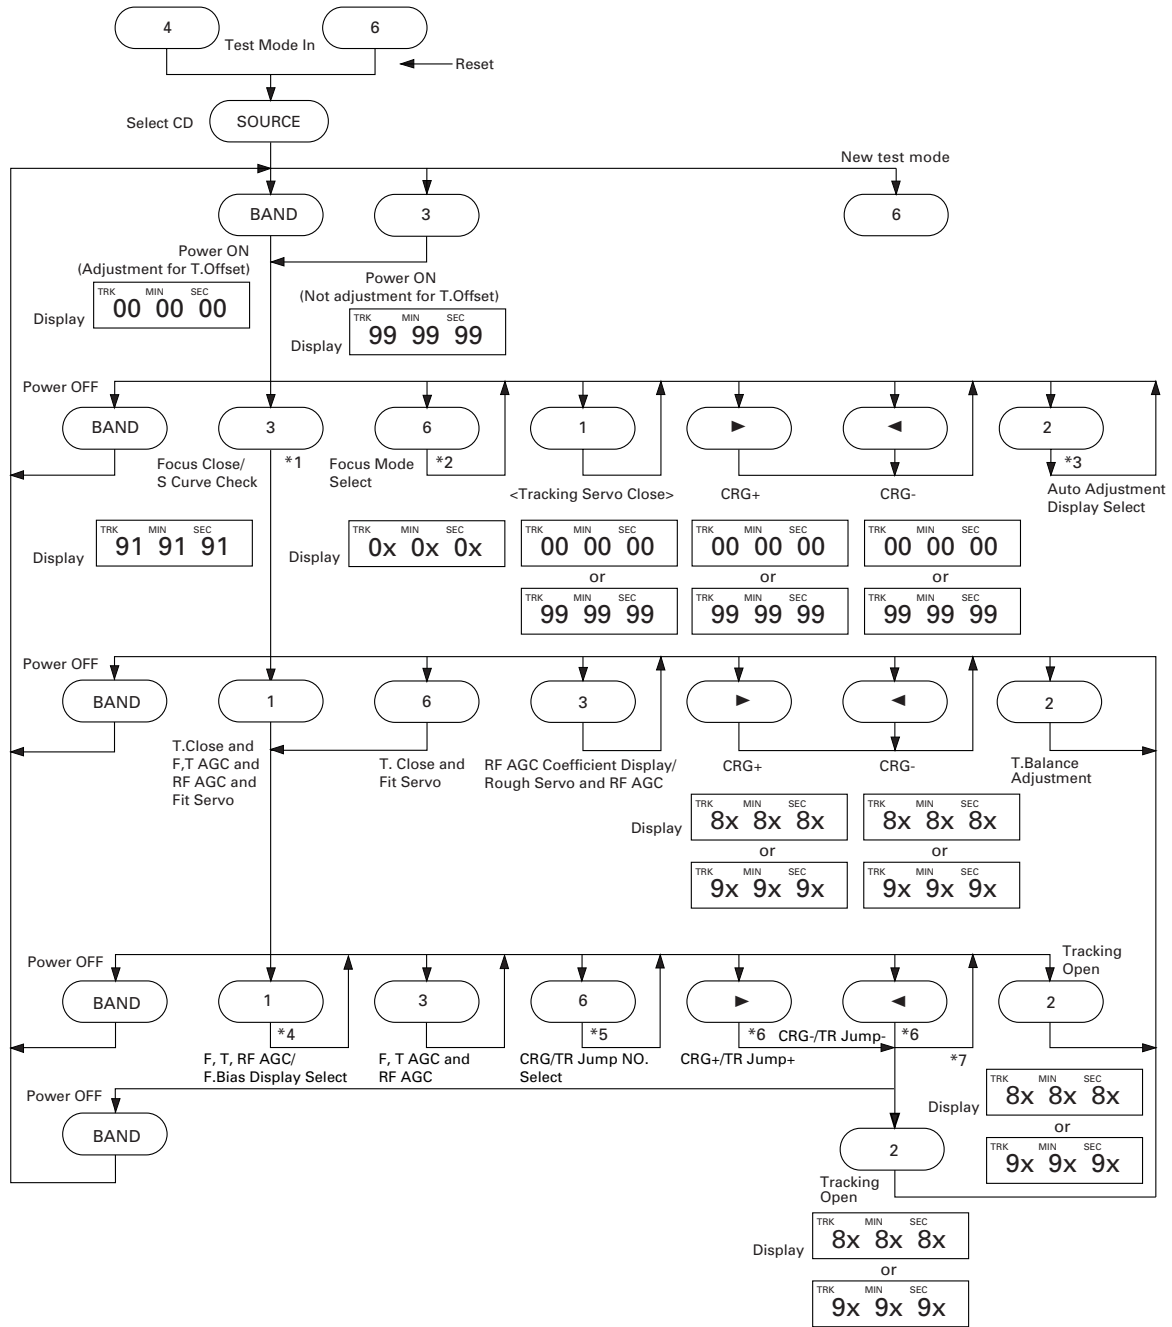 4
6
Test Mode In
Reset
Select CD
SOURCE
New test mode
BAND
3
6
Power ON
(Adjustment for T.Offset)
Display
TRK MIN SEC
00 00 00
Power ON
(Not adjustment for T.Offset)
Display
TRK MIN SEC
99 99 99
Power OFF
BAND
3
6
1
►
◄
2
Focus Close/
S Curve Check
*1
Focus Mode
Select
*2
<Tracking Servo Close>
CRG+
CRG-
*3
Auto Adjustment
Display Select
Display
TRK MIN SEC
91 91 91
Display
TRK MIN SEC
0x 0x 0x
TRK MIN SEC
00 00 00
or
TRK MIN SEC
99 99 99
TRK MIN SEC
00 00 00
or
TRK MIN SEC
99 99 99
TRK MIN SEC
00 00 00
or
TRK MIN SEC
99 99 99
Power OFF
BAND
1
6
3
►
◄
2
T.Close and
F,T AGC and
RF AGC and
Fit Servo
T. Close and
Fit Servo
RF AGC Coefficient Display/
Rough Servo and RF AGC
CRG+
CRG-
T.Balance
Adjustment
Display
TRK MIN SEC
8x 8x 8x
or
TRK MIN SEC
9x 9x 9x
TRK MIN SEC
8x 8x 8x
or
TRK MIN SEC
9x 9x 9x
Power OFF
Tracking
Open
BAND
1
3
6
►
◄
2
*4
F, T, RF AGC/
F.Bias Display Select
F, T AGC and
RF AGC
*5
CRG/TR Jump NO.
Select
*6
CRG+/TR Jump+
CRG-/TR Jump-
*6
*7
Display
TRK MIN SEC
8x 8x 8x
or
TRK MIN SEC
9x 9x 9x
Power OFF
BAND
2
Tracking
Open
Display
TRK MIN SEC
8x 8x 8x
or
TRK MIN SEC
9x 9x 9x